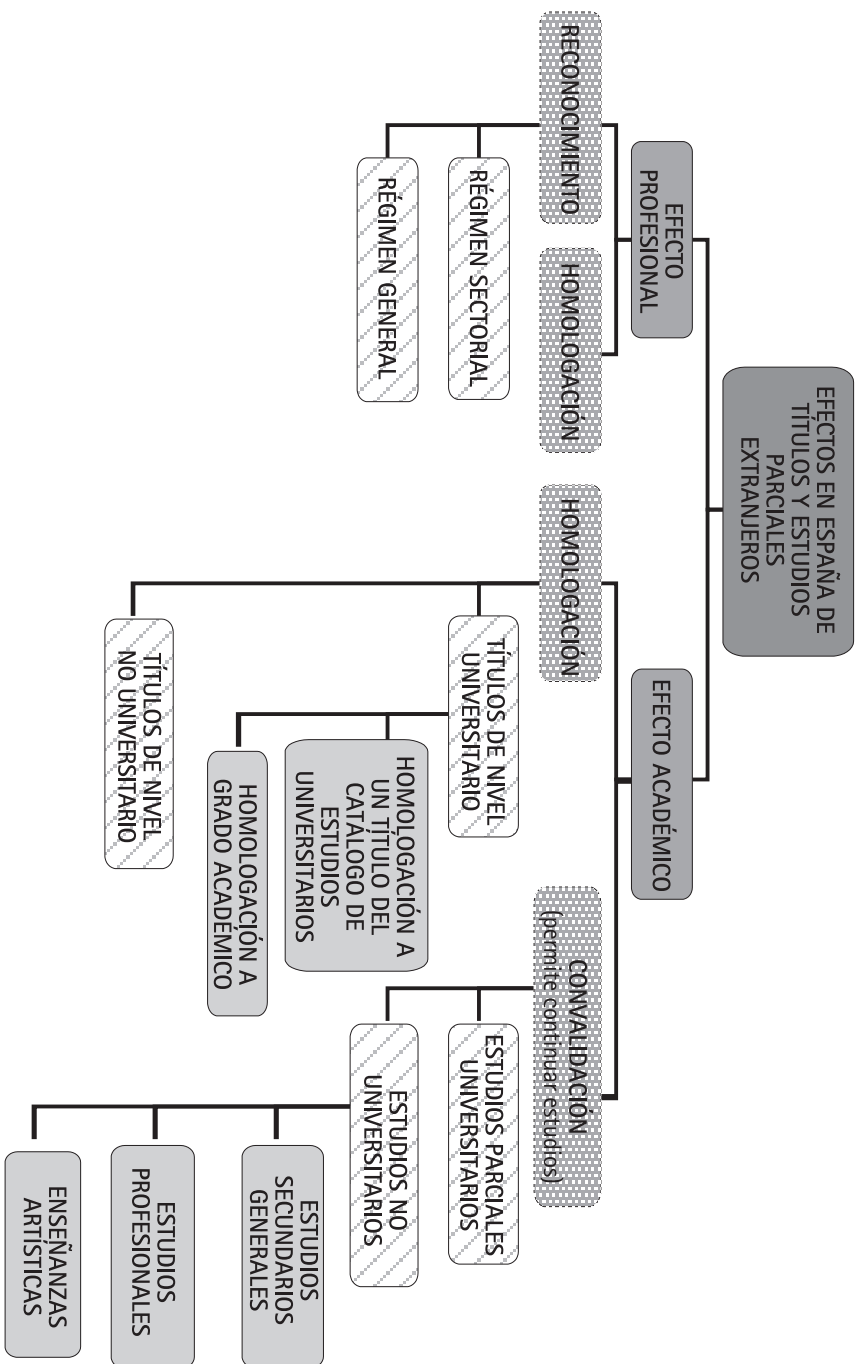 EFECTOS EN ESPAÑA DE
TÍTULOS Y ESTUDIOS
PARCIALES
EXTRANJEROS
EFECTO
PROFESIONAL
RECONOCIMIENTO
RÉGIMEN SECTORIAL
RÉGIMEN GENERAL
HOMOLOGACIÓN
EFECTO ACADÉMICO
HOMOLOGACIÓN
TÍTULOS DE NIVEL
UNIVERSITARIO
HOMOLOGACIÓN A
UN TÍTULO DEL
CATÁLOGO DE
ESTUDIOS
UNIVERSITARIOS
HOMOLOGACIÓN A
GRADO ACADÉMICO
TÍTULOS DE NIVEL
NO UNIVERSITARIO
CONVALIDACIÓN
(permite continuar estudios)
ESTUDIOS PARCIALES
UNIVERSITARIOS
ESTUDIOS NO
UNIVERSITARIOS
ESTUDIOS
SECUNDARIOS
GENERALES
ESTUDIOS
PROFESIONALES
ENSEÑANZAS
ARTÍSTICAS